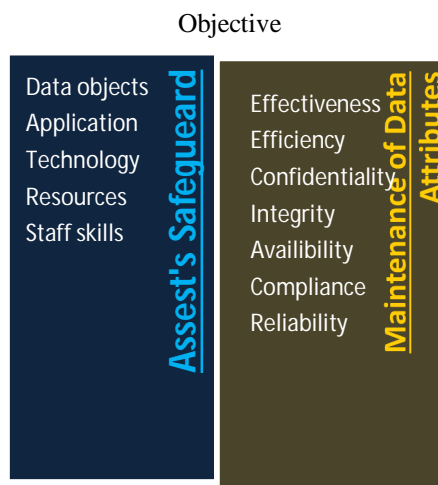 Objective
Data objects
Application
Technology
Resources
Staff skills
Assest's Safegueard
Effectiveness
Efficiency
Confidentiality
Integrity
Availibility
Compliance
Reliability
Maintenance of Data
Attributes